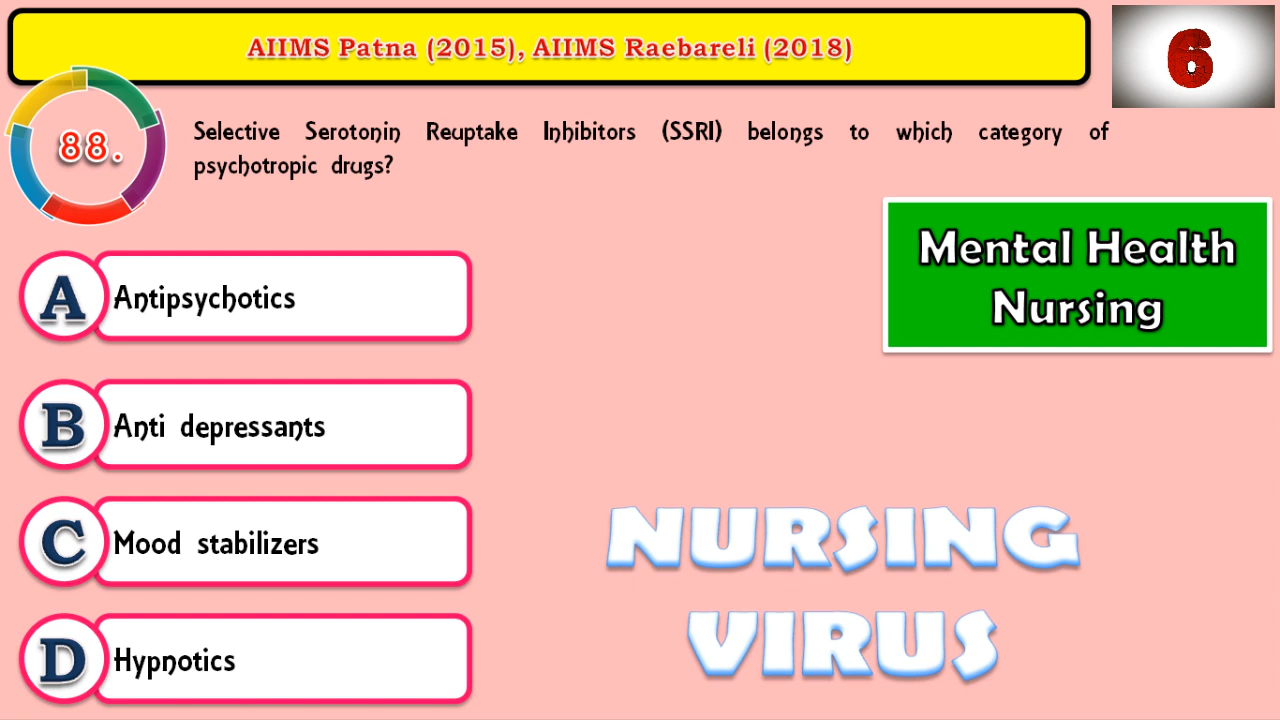 AIIMS Patna (2015), AIIMS Raebareli (2018)
6
88.
Selective Serotonin Reuptake Inhibitors (SSRI) belongs to which category of
psychotropic drugs?
Mental Health
Nursing
A Antipsychotics
B Anti depressants
C Mood stabilizers
D Hypnotics
NURSING
VIRUS